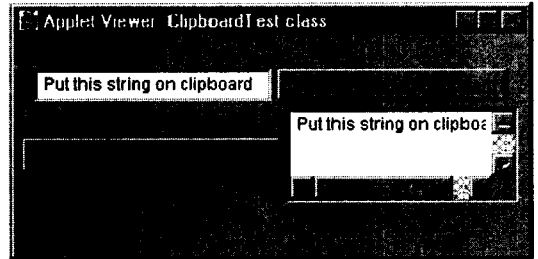 Applet Viewer: ClipboardTest class
Put this string on clipboard
Put this string on clipboa